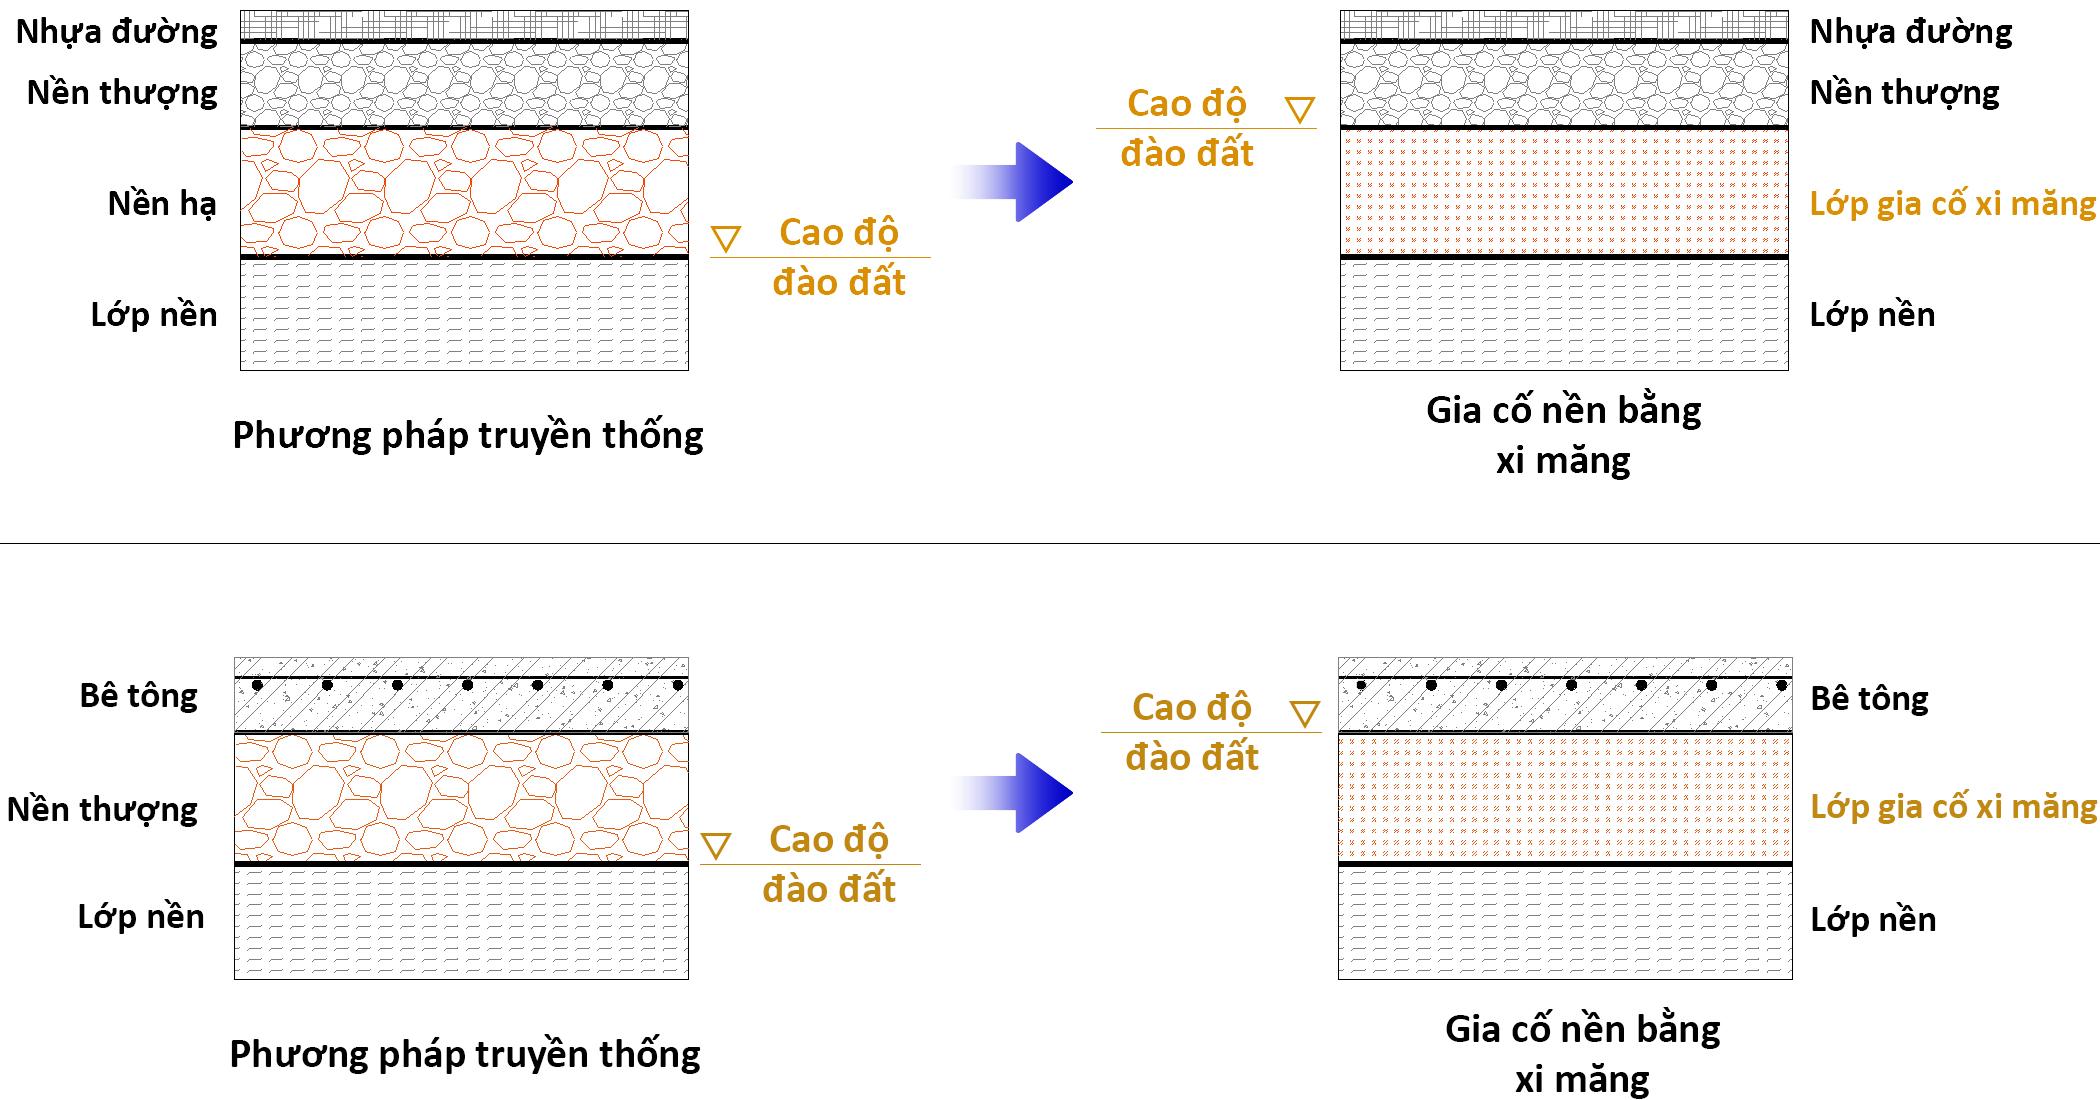 Nhựa đường
Nền thượng
Nền hạ
Lớp nền
Cao độ
đào đất
Phương pháp truyền thống
Cao độ
đào đất
Nhựa đường
Nền thượng
Lớp gia cố xi măng
Lớp nền
Gia cố nền bằng
xi măng
Bê tông
Nền thượng
Lớp nền
Cao độ
đào đất
Phương pháp truyền thống
Cao độ
đào đất
Bê tông
Lớp gia cố xi măng
Lớp nền
Gia cố nền bằng
xi măng